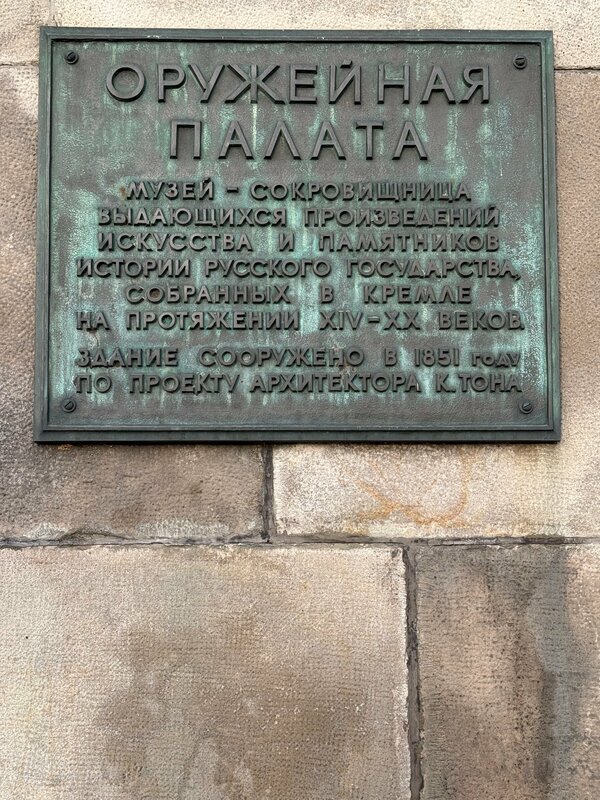 ОРУЖЕЙНАЯ
ПАЛАТА
МУЗЕЙ - СОКРОВИЩНИЦА
ВЫДАЮЩИХСЯ ПРОИЗВЕДЕНИЙ
ИСКУССТВА И ПАМЯТНИКОВ
ИСТОРИИ РУССКОГО ГОСУДАРСТВА,
СОБРАННЫХ В КРЕМЛЕ
НА ПРОТЯЖЕНИИ XIV-XX ВЕКОВ.
ЗДАНИЕ СООРУЖЕНО В 1851 году
ПО ПРОЕКТУ АРХИТЕКТОРА К.ТОНА